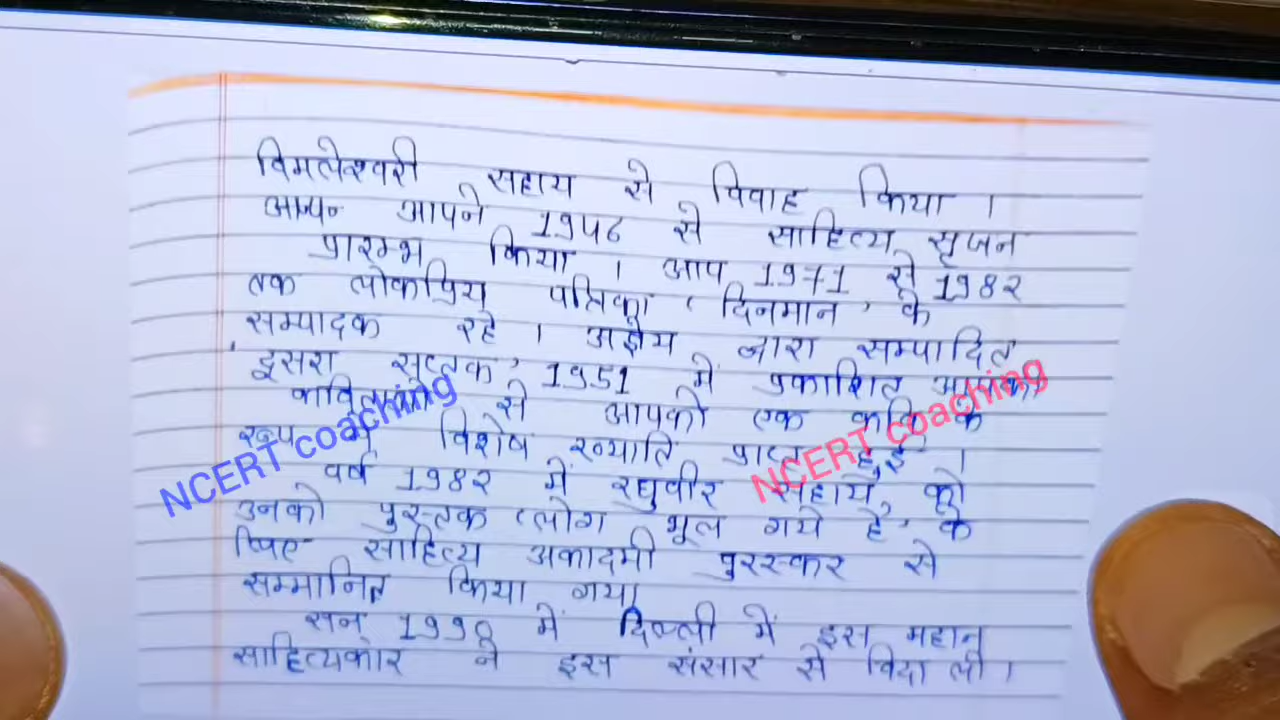 विमलेश्वरी सहाय से विवाह किया ।
आपने 1946 से साहित्य सृजन
प्रारम्भ किया । आप 1971 से 1982
तक लोकप्रिय पत्रिका 'दिनमान' के
सम्पादक रहे । अज्ञेय द्वारा सम्पादित
'दूसरा सप्तक' 1951 में प्रकाशित आपकी
कविताओं से आपको एक कवि के
रूप में विशेष ख्याति प्राप्त हुई ।
वर्ष 1982 में रघुवीर सहाय को
उनको पुस्तक 'लोग भूल गये हैं' के
लिए साहित्य अकादमी पुरस्कर से
सम्मानित किया गया
सन् 1990 में दिल्ली में इस महान
साहित्यकार ने इस संसार से विदा ली ।
NCERT coaching
NCERT coaching